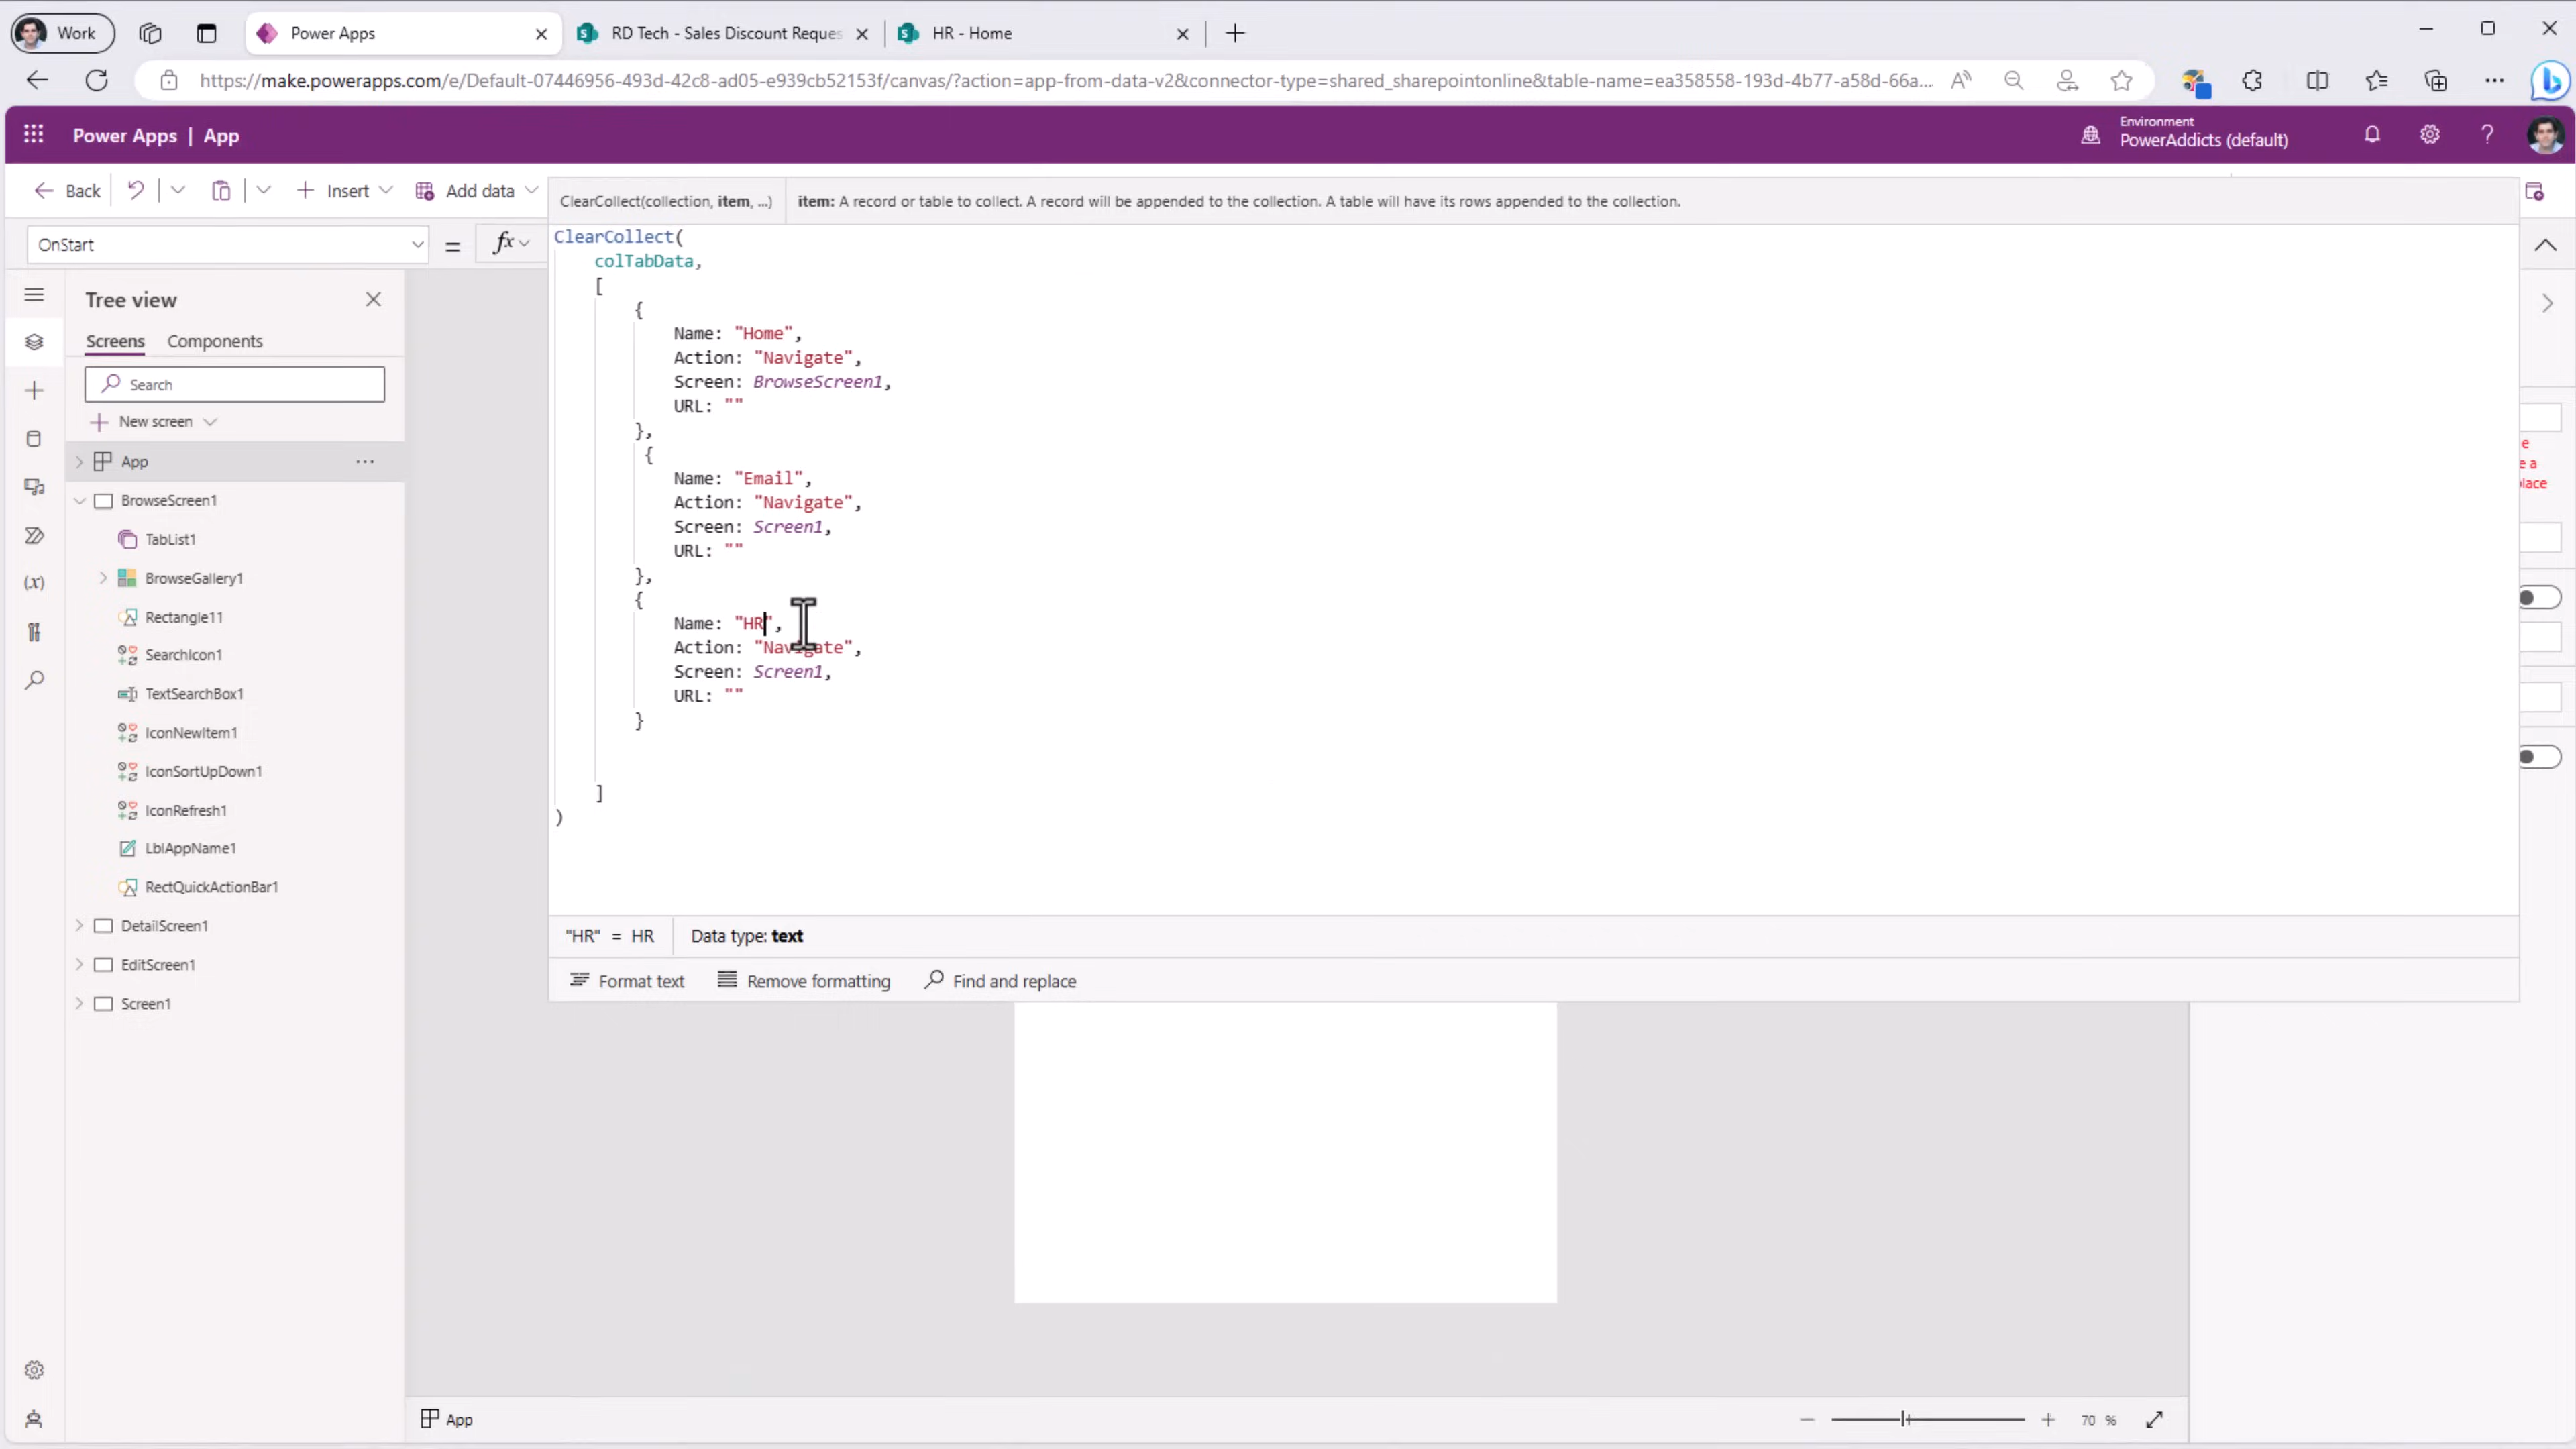 Work
Power Apps
RD Tech - Sales Discount Reques
HR - Home
https://make.powerapps.com/e/Default-07446956-493d-42c8-ad05-e939cb52153f/canvas/?action=app-from-data-v2&connector-type=shared_sharepointonline&table-name=ea358558-193d-4b77-a58d-66a...
Power Apps | App
Environment
PowerAddicts (default)
Back
Insert
Add data
ClearCollect(collection, item, ...)
item: A record or table to collect. A record will be appended to the collection. A table will have its rows appended to the collection.
OnStart
=
fx
ClearCollect(
colTabData,
[
{
Name: "Home",
Action: "Navigate",
Screen: BrowseScreen1,
URL: ""
},
{
Name: "Email",
Action: "Navigate",
Screen: Screen1,
URL: ""
},
{
Name: "HR",
Action: "Navigate",
Screen: Screen1,
URL: ""
}
]
)
"HR" = HR
Data type: text
Format text
Remove formatting
Find and replace
Tree view
Screens
Components
Search
New screen
App
BrowseScreen1
TabList1
BrowseGallery1
Rectangle11
SearchIcon1
TextSearchBox1
IconNewItem1
IconSortUpDown1
IconRefresh1
LblAppName1
RectQuickActionBar1
DetailScreen1
EditScreen1
Screen1
e
e a
lace
App
70 %